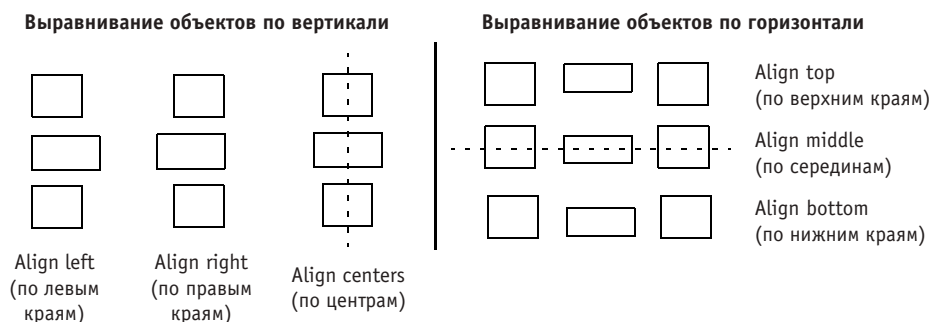 Выравнивание объектов по вертикали
Align left
(по левым
краям)
Align right
(по правым
краям)
Align centers
(по центрам)
Выравнивание объектов по горизонтали
Align top
(по верхним краям)
Align middle
(по серединам)
Align bottom
(по нижним краям)